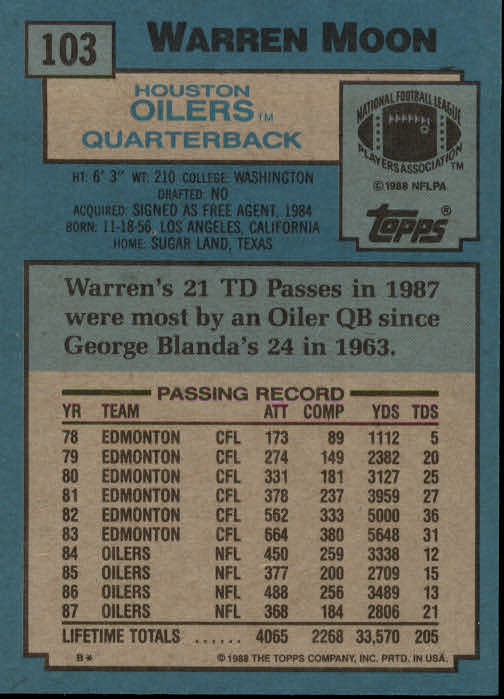 103
WARREN MOON
HOUSTON
OILERS TM
QUARTERBACK
NATIONAL FOOTBALL LEAGUE
PLAYERS ASSOCIATION TM
©1988 NFLPA
Topps®
HT: 6' 3" WT: 210 COLLEGE: WASHINGTON
DRAFTED: NO
ACQUIRED: SIGNED AS FREE AGENT, 1984
BORN: 11-18-56, LOS ANGELES, CALIFORNIA
HOME: SUGAR LAND, TEXAS
Warren's 21 TD Passes in 1987
were most by an Oiler QB since
George Blanda's 24 in 1963.
PASSING RECORD
YR TEAM ATT COMP YDS TDS
78 EDMONTON CFL 173 89 1112 5
79 EDMONTON CFL 274 149 2382 20
80 EDMONTON CFL 331 181 3127 25
81 EDMONTON CFL 378 237 3959 27
82 EDMONTON CFL 562 333 5000 36
83 EDMONTON CFL 664 380 5648 31
84 OILERS NFL 450 259 3338 12
85 OILERS NFL 377 200 2709 15
86 OILERS NFL 488 256 3489 13
87 OILERS NFL 368 184 2806 21
LIFETIME TOTALS ...... 4065 2268 33,570 205
B* ©1988 THE TOPPS COMPANY, INC. PRTD. IN USA.